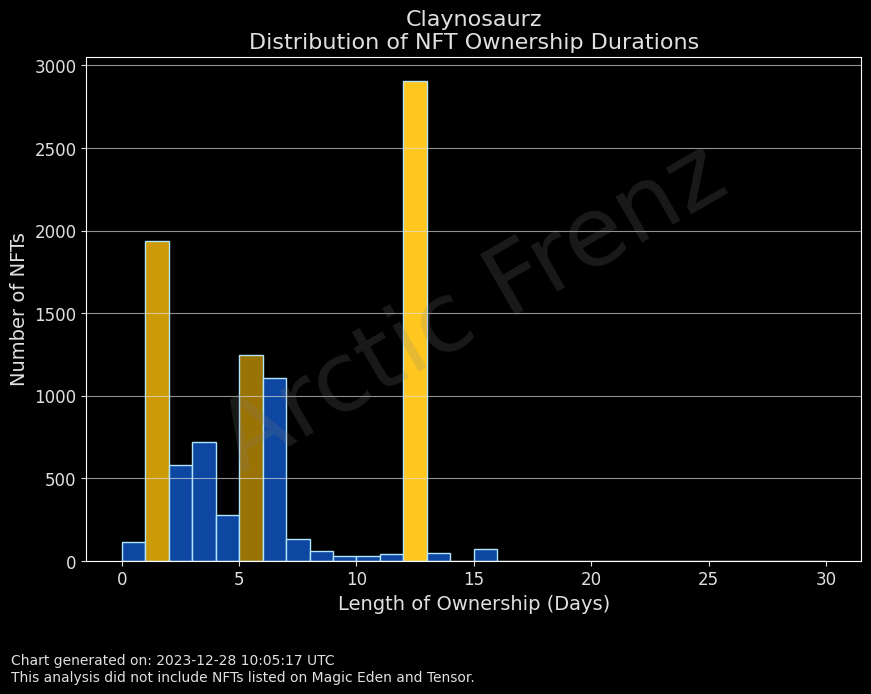 Claynosaurz
Distribution of NFT Ownership Durations
3000
2500
2000
1500
1000
500
0
Number of NFTs
Arctic Frenz
0 5 10 15 20 25 30
Length of Ownership (Days)
Chart generated on: 2023-12-28 10:05:17 UTC
This analysis did not include NFTs listed on Magic Eden and Tensor.